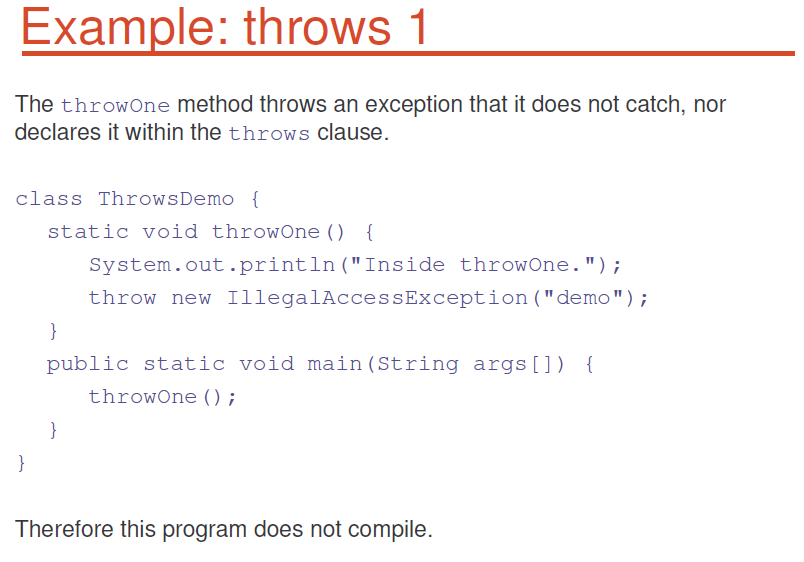 Example: throws 1
The throwOne method throws an exception that it does not catch, nor
declares it within the throws clause.
class ThrowsDemo {
static void throwOne() {
System.out.println("Inside throwOne.");
throw new IllegalAccessException("demo");
}
public static void main(String args[]) {
throwOne();
}
}
Therefore this program does not compile.